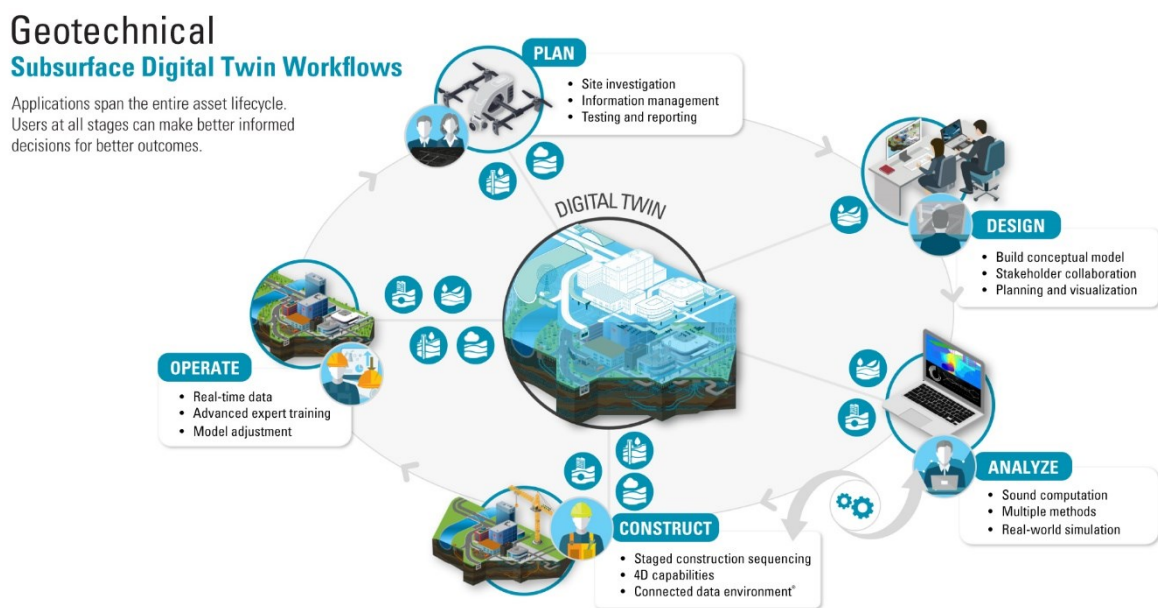 Geotechnical
Subsurface Digital Twin Workflows
Applications span the entire asset lifecycle.
Users at all stages can make better informed
decisions for better outcomes.
PLAN
• Site investigation
• Information management
• Testing and reporting
DIGITAL TWIN
DESIGN
• Build conceptual model
• Stakeholder collaboration
• Planning and visualization
ANALYZE
• Sound computation
• Multiple methods
• Real-world simulation
CONSTRUCT
• Staged construction sequencing
• 4D capabilities
• Connected data environment®
OPERATE
• Real-time data
• Advanced expert training
• Model adjustment